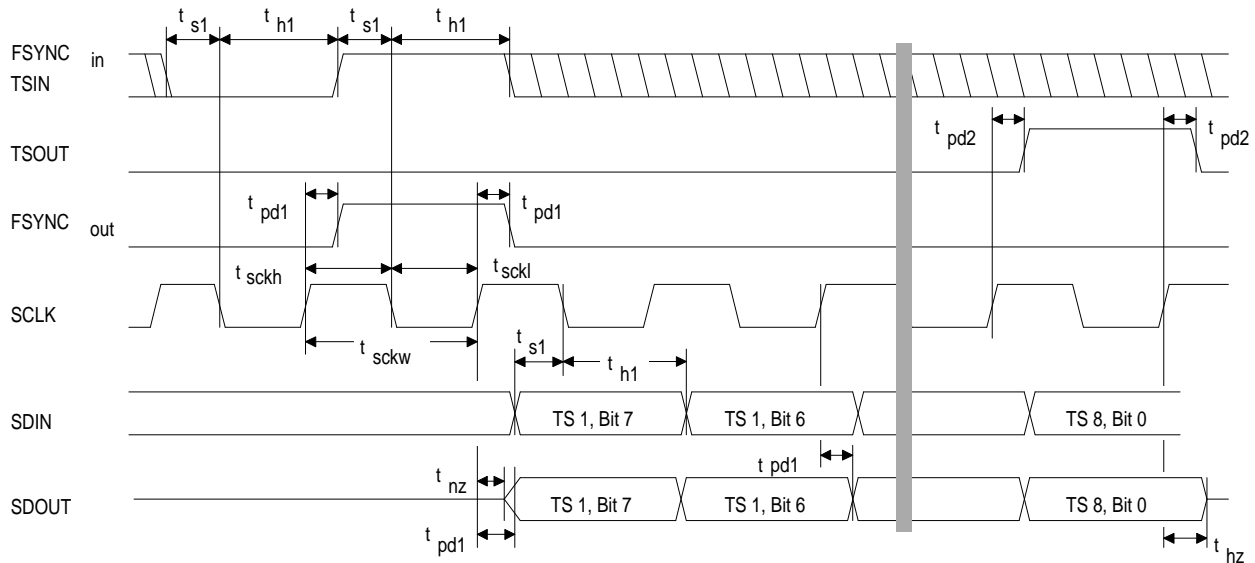 t s1 t h1 t s1 t h1
FSYNC in
TSIN
t pd2 t pd2
TSOUT
t pd1 t pd1
FSYNC out
t sckh t sckl
SCLK
t sckw t s1 t h1
SDIN TS 1, Bit 7 TS 1, Bit 6 TS 8, Bit 0
t nz t pd1
SDOUT TS 1, Bit 7 TS 1, Bit 6 TS 8, Bit 0
t pd1 t hz